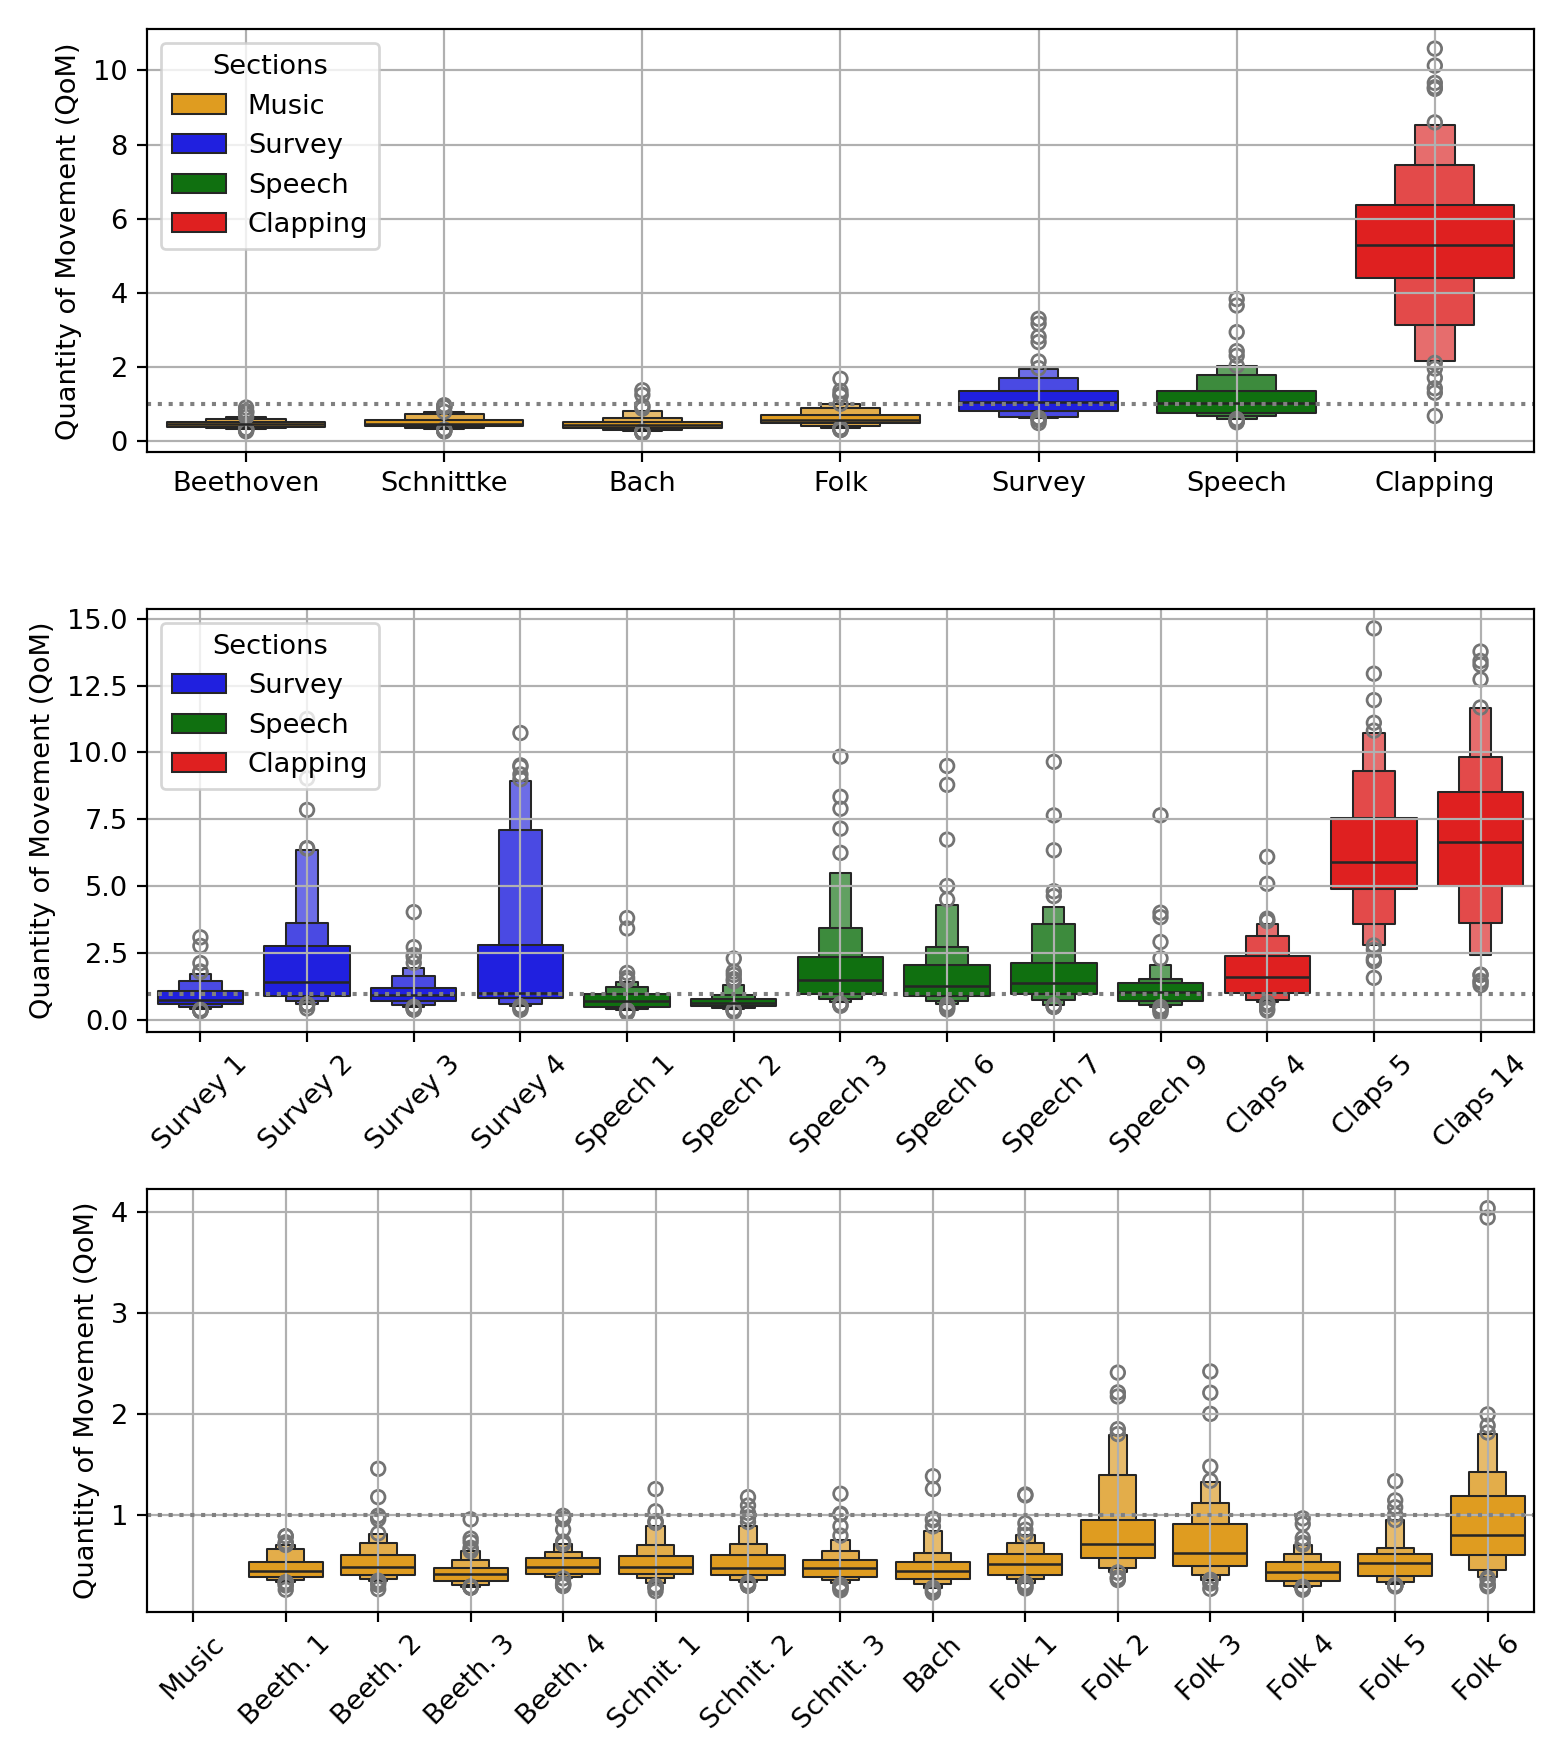 Quantity of Movement (QoM)
10
8
6
4
2
0
Sections
Music
Survey
Speech
Clapping
Beethoven Schnittke Bach Folk Survey Speech Clapping
Quantity of Movement (QoM)
15.0
12.5
10.0
7.5
5.0
2.5
0.0
Sections
Survey
Speech
Clapping
Survey 1 Survey 2 Survey 3 Survey 4 Speech 1 Speech 2 Speech 3 Speech 6 Speech 7 Speech 9 Claps 4 Claps 5 Claps 14
Quantity of Movement (QoM)
4
3
2
1
Music Beeth. 1 Beeth. 2 Beeth. 3 Beeth. 4 Schnit. 1 Schnit. 2 Schnit. 3 Bach Folk 1 Folk 2 Folk 3 Folk 4 Folk 5 Folk 6